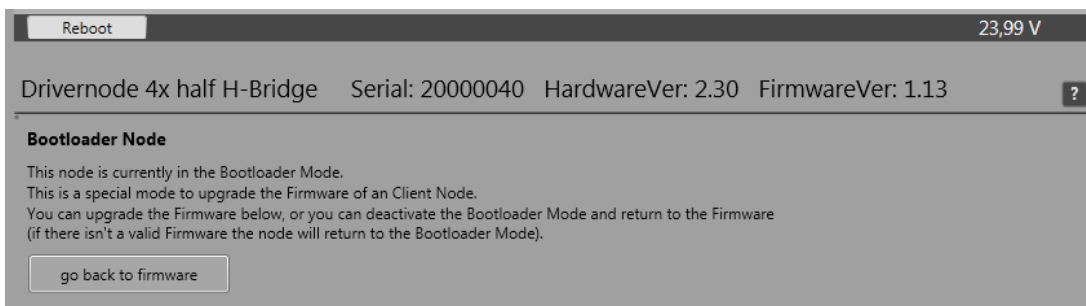 Reboot 23,99 V
Drivernode 4x half H-Bridge Serial: 20000040 HardwareVer: 2.30 FirmwareVer: 1.13 ?
Bootloader Node
This node is currently in the Bootloader Mode.
This is a special mode to upgrade the Firmware of an Client Node.
You can upgrade the Firmware below, or you can deactivate the Bootloader Mode and return to the Firmware
(if there isn't a valid Firmware the node will return to the Bootloader Mode).
go back to firmware